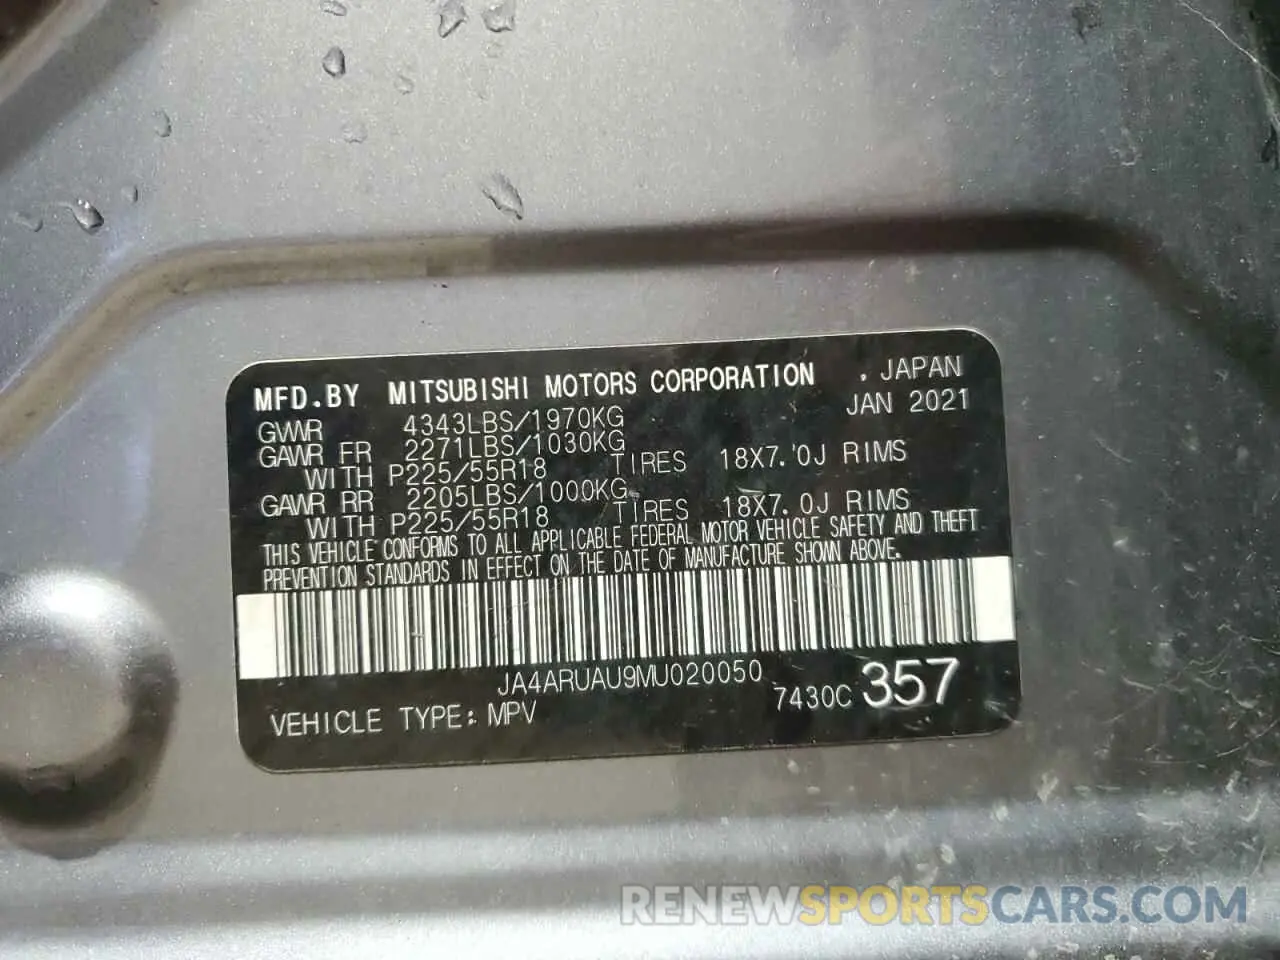 MFD.BY MITSUBISHI MOTORS CORPORATION , JAPAN
GVWR 4343LBS/1970KG JAN 2021
GAWR FR 2271LBS/1030KG
WITH P225/55R18 TIRES 18X7.0J RIMS
GAWR RR 2205LBS/1000KG
WITH P225/55R18 TIRES 18X7.0J RIMS
THIS VEHICLE CONFORMS TO ALL APPLICABLE FEDERAL MOTOR VEHICLE SAFETY AND THEFT
PREVENTION STANDARDS IN EFFECT ON THE DATE OF MANUFACTURE SHOWN ABOVE.
JA4ARUAU9MU020050
VEHICLE TYPE: MPV 7430C 357
RENEWSPORTSCARS.COM